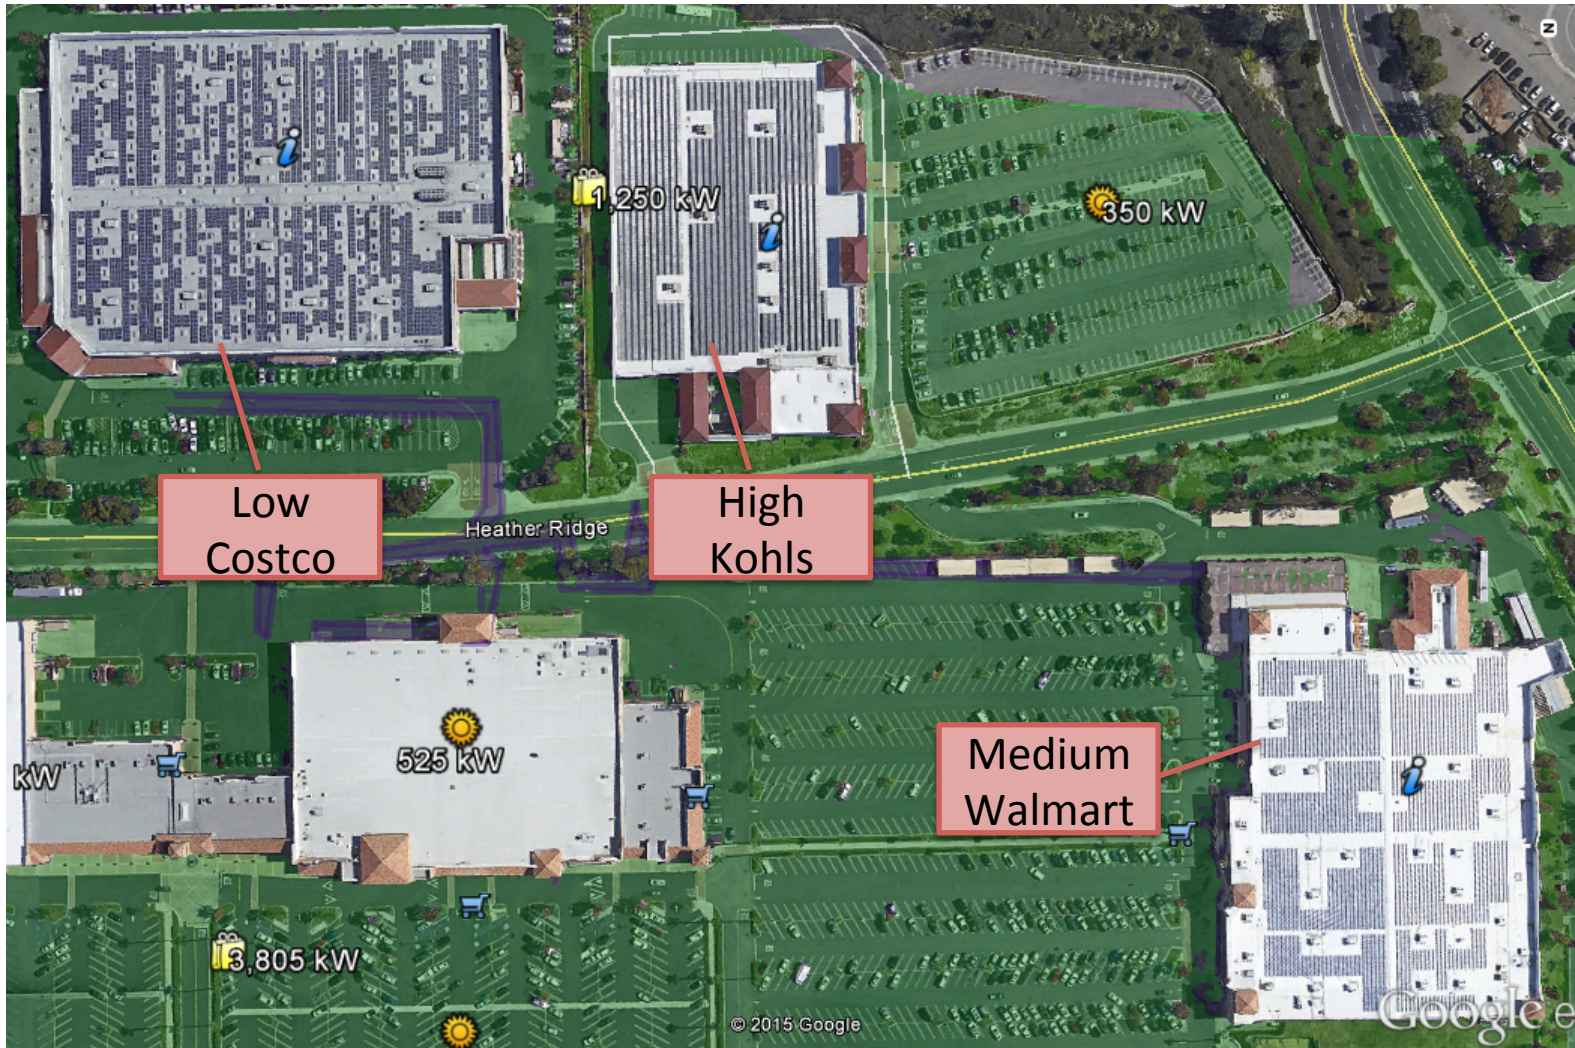 N
1,250 kW
350 kW
Low
Costco
High
Kohls
Heather Ridge
525 kW
kW
Medium
Walmart
3,805 kW
© 2015 Google
Google e